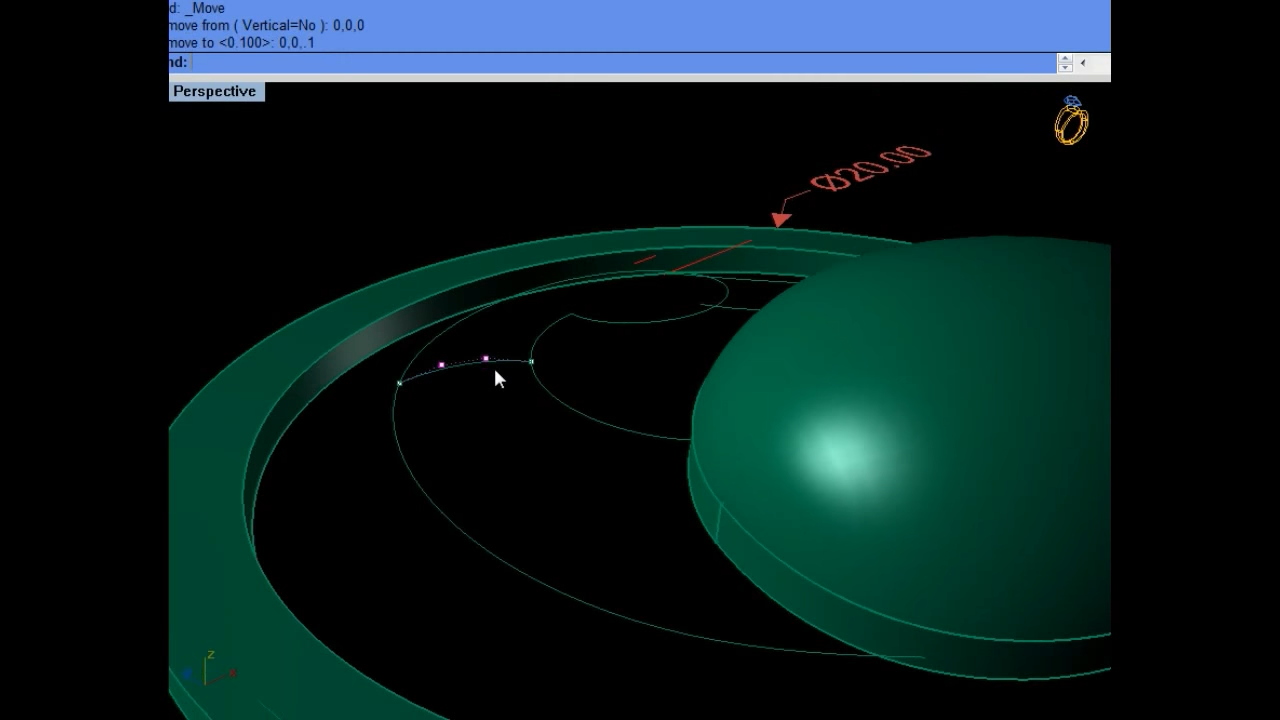 d: _Move
move from ( Vertical=No ): 0,0,0
move to <0.100>: 0,0,.1
nd:
Perspective
Ø20.00
z